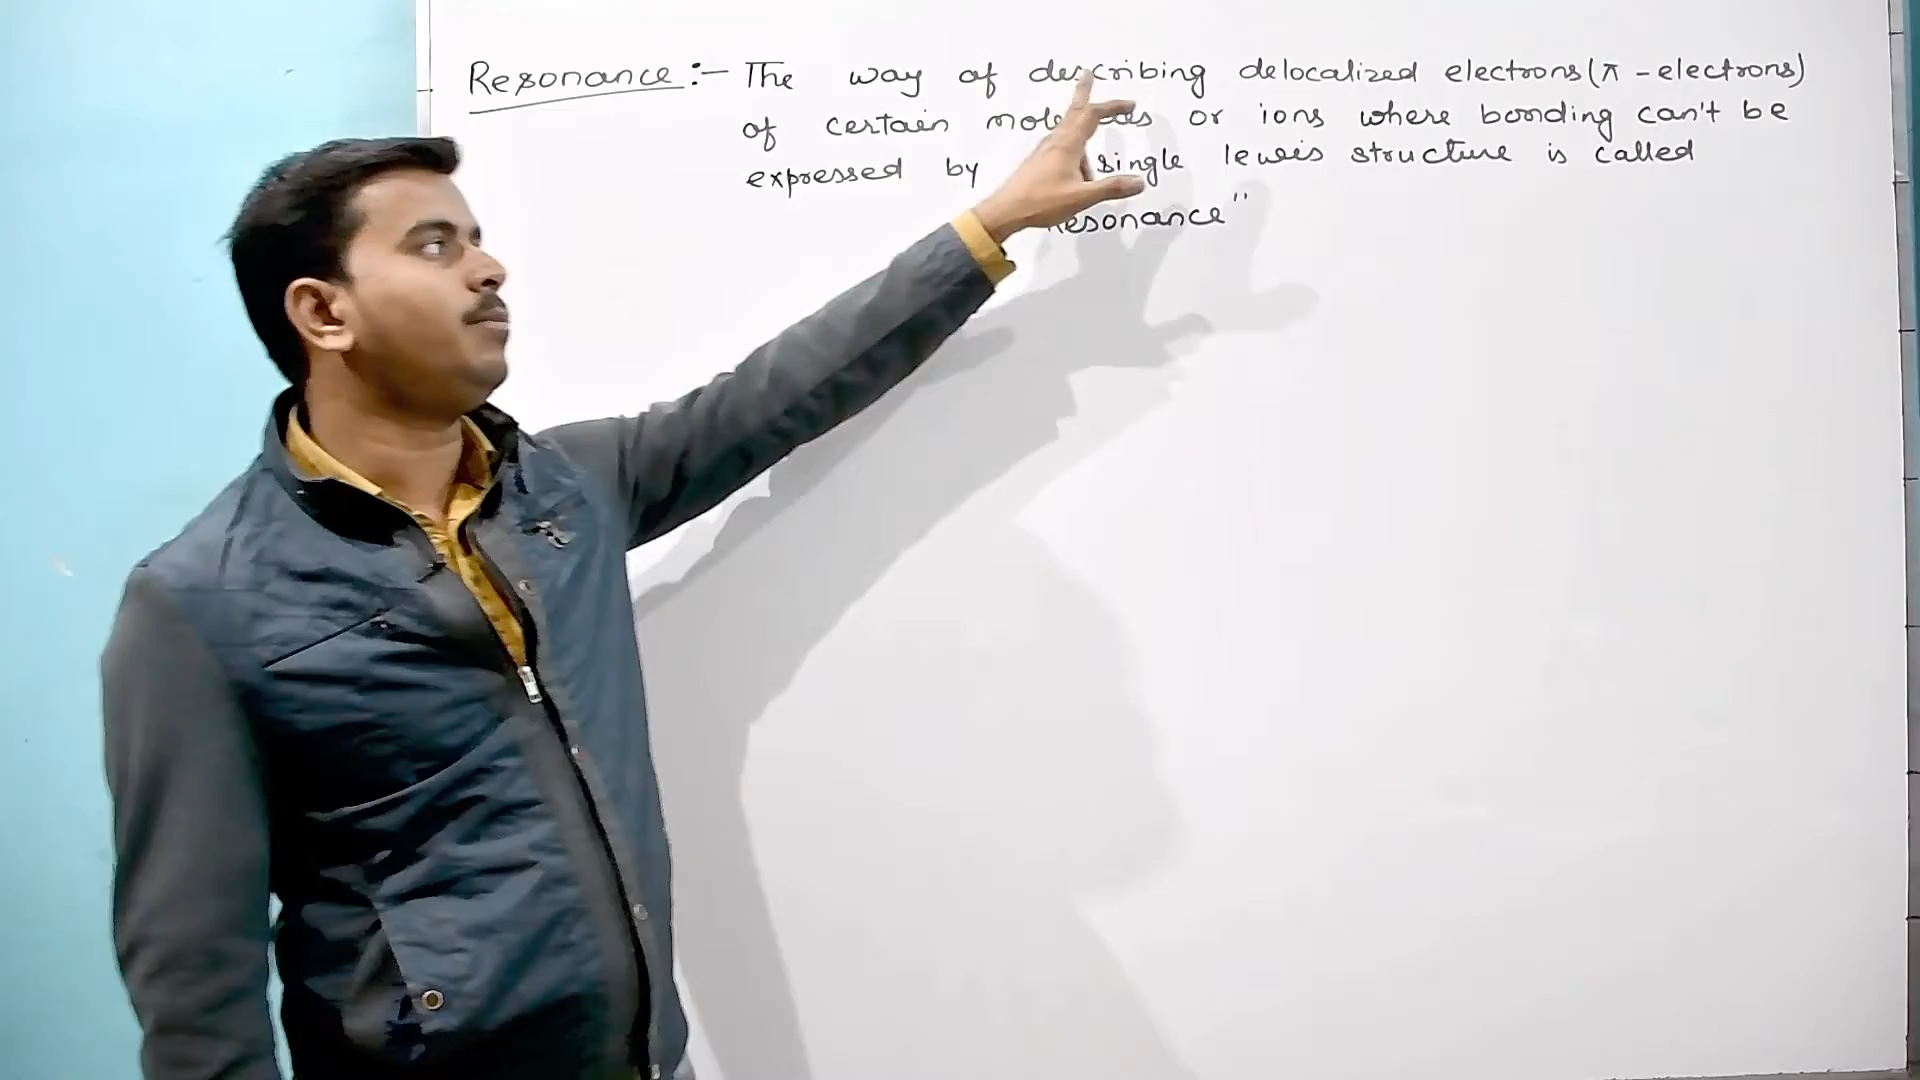 Resonance :- The way of describing delocalized electrons (π - electrons)
of certain or ions where bonding can't be
expressed by single lewis structure is called
Resonance"